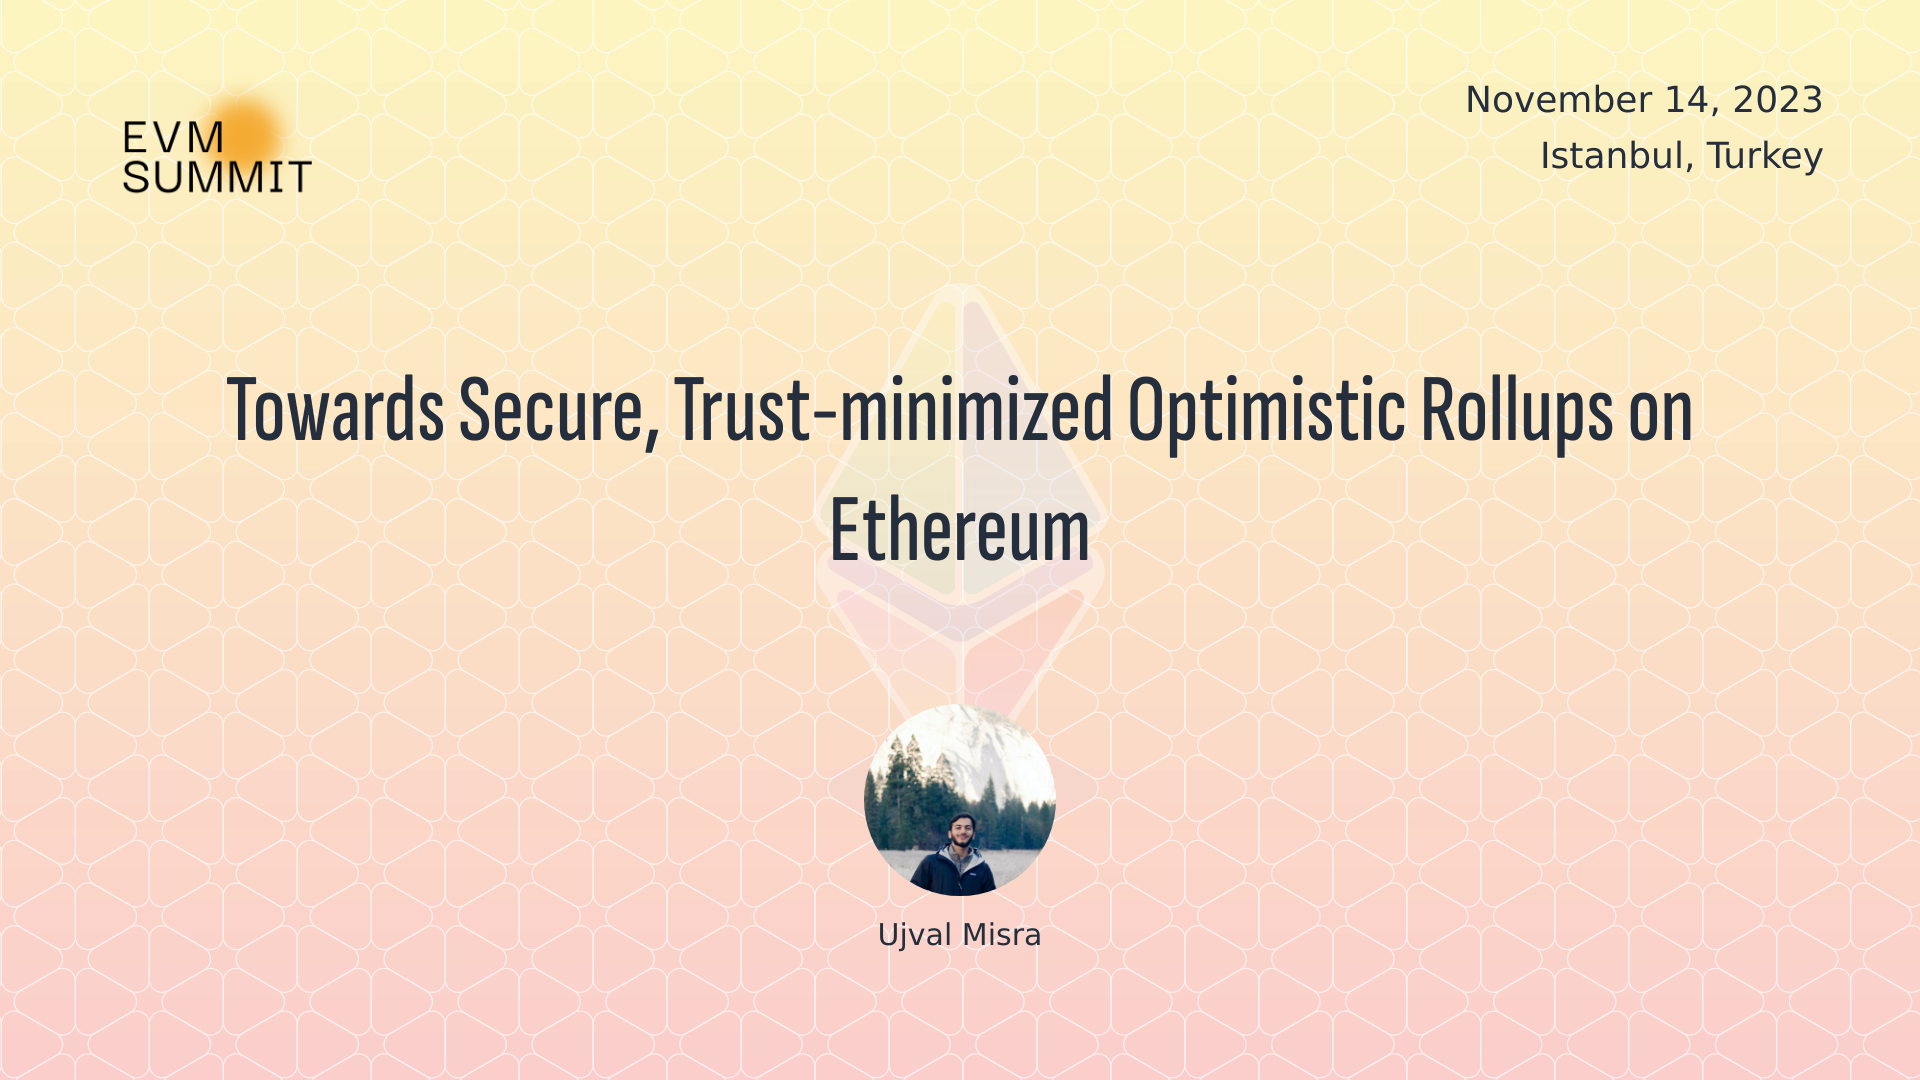 EVM
SUMMIT
November 14, 2023
Istanbul, Turkey
Towards Secure, Trust-minimized Optimistic Rollups on
Ethereum
Ujval Misra